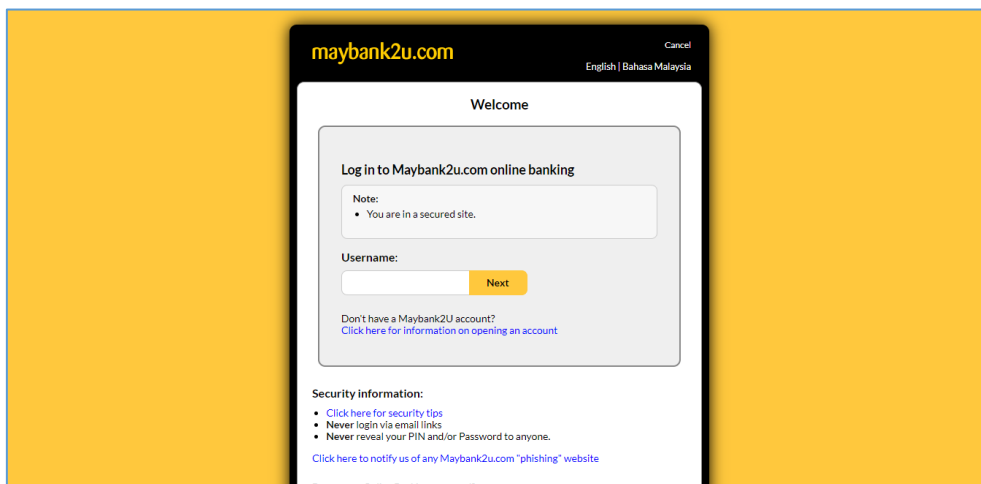 maybank2u.com
Cancel
English | Bahasa Malaysia
Welcome
Log in to Maybank2u.com online banking
Note:
• You are in a secured site.
Username:
Next
Don't have a Maybank2U account?
Click here for information on opening an account
Security information:
• Click here for security tips
• Never login via email links
• Never reveal your PIN and/or Password to anyone.
Click here to notify us of any Maybank2u.com "phishing" website